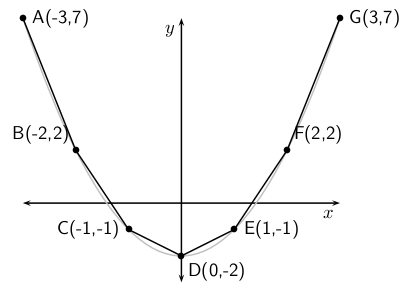 A(-3,7)
y
G(3,7)
B(-2,2)
F(2,2)
x
C(-1,-1)
E(1,-1)
D(0,-2)